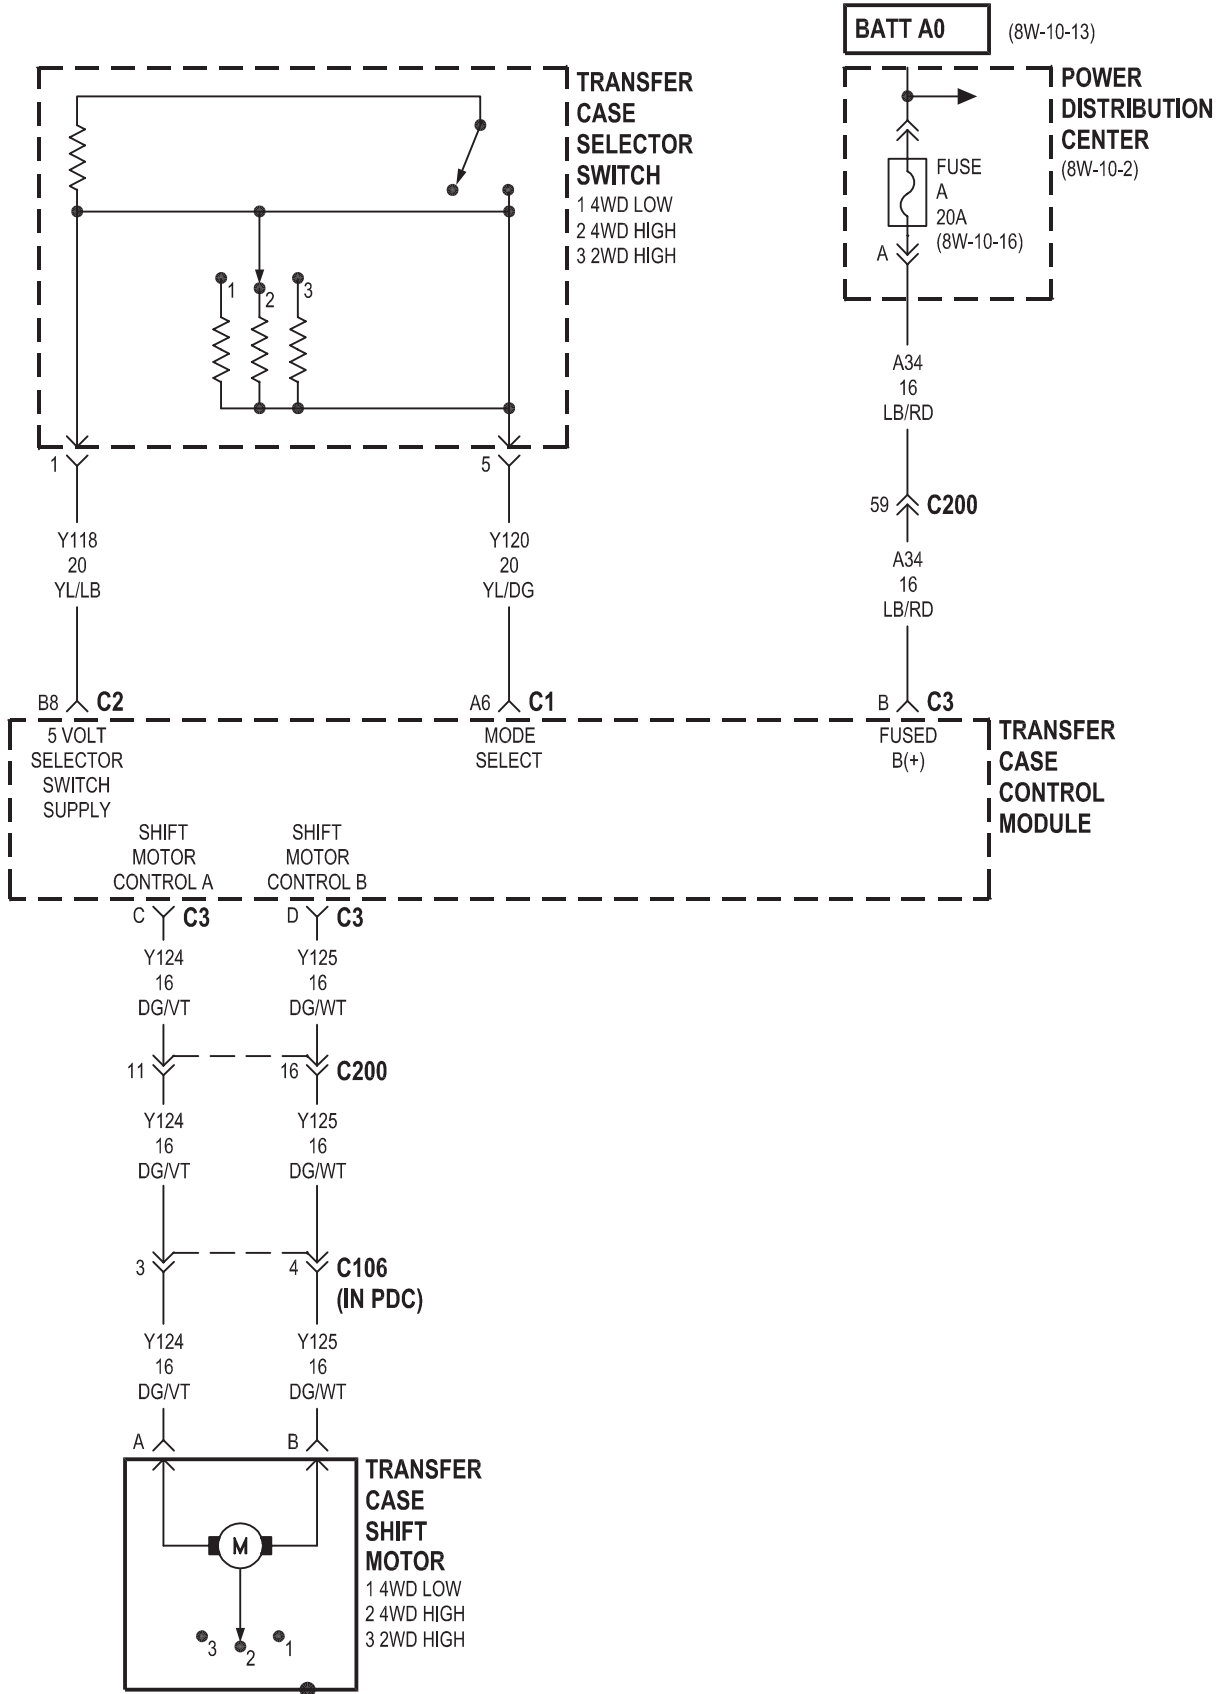 BATT A0
(8W-10-13)
TRANSFER
CASE
SELECTOR
SWITCH
1 4WD LOW
2 4WD HIGH
3 2WD HIGH
POWER
DISTRIBUTION
CENTER
(8W-10-2)
FUSE
A
20A
(8W-10-16)
A
1
2
3
1
5
A34
16
LB/RD
59
C200
A34
16
LB/RD
Y118
20
YL/LB
Y120
20
YL/DG
B8
C2
A6
C1
B
C3
5 VOLT
SELECTOR
SWITCH
SUPPLY
MODE
SELECT
FUSED
B(+)
TRANSFER
CASE
CONTROL
MODULE
SHIFT
MOTOR
CONTROL A
SHIFT
MOTOR
CONTROL B
C
C3
D
C3
Y124
16
DG/VT
Y125
16
DG/WT
11
16
C200
Y124
16
DG/VT
Y125
16
DG/WT
3
4
C106
(IN PDC)
Y124
16
DG/VT
Y125
16
DG/WT
A
B
TRANSFER
CASE
SHIFT
MOTOR
1 4WD LOW
2 4WD HIGH
3 2WD HIGH
M
3
2
1